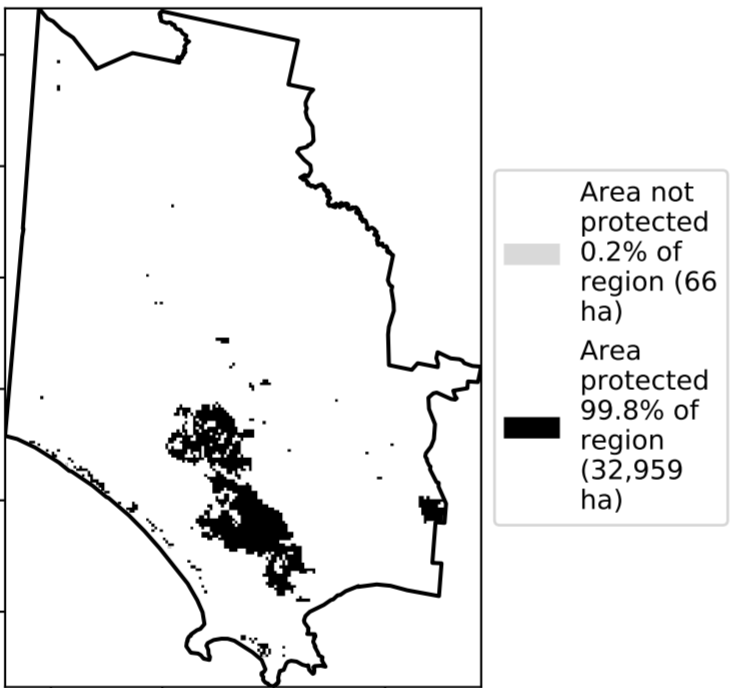 Area not
protected
0.2% of
region (66
ha)
Area
protected
99.8% of
region
(32,959
ha)